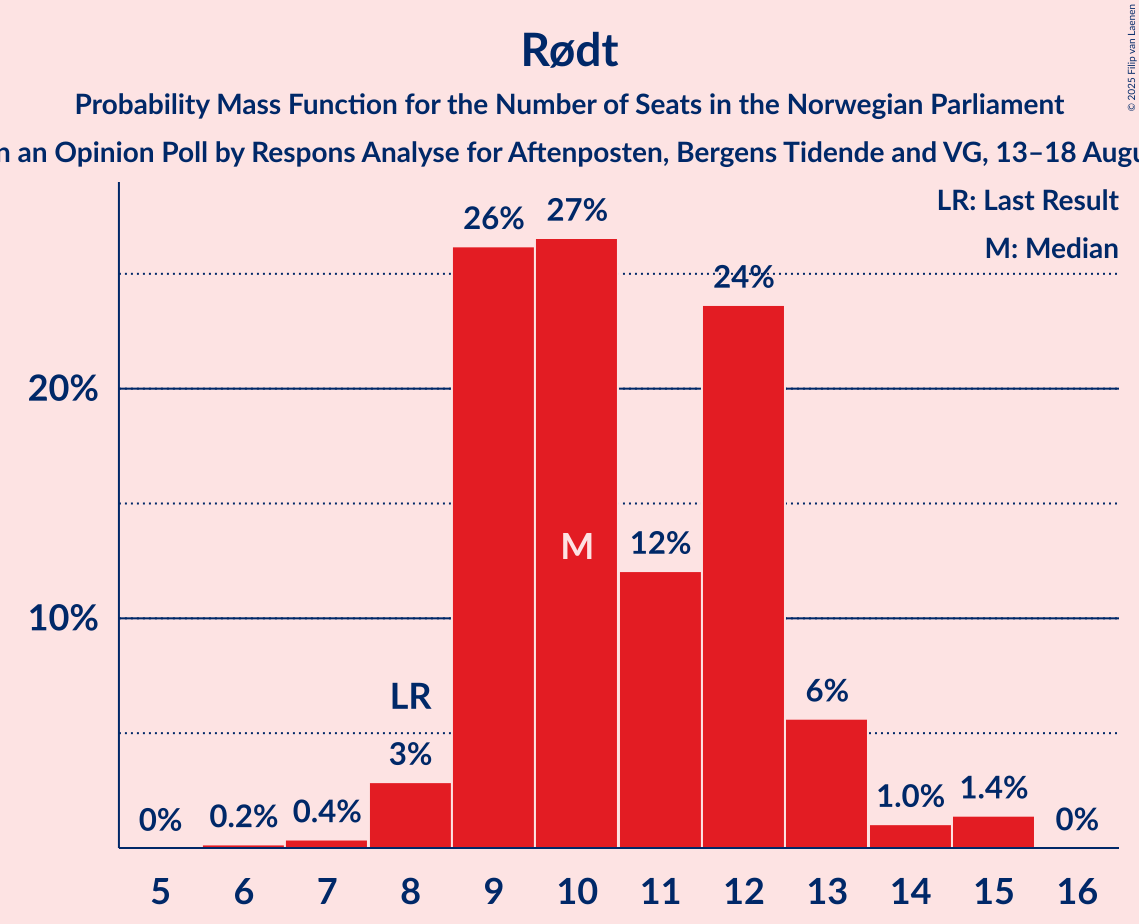 © 2025 Filip van Laenen
Rødt
Probability Mass Function for the Number of Seats in the Norwegian Parliament
an Opinion Poll by Respons Analyse for Aftenposten, Bergens Tidende and VG, 13–18
LR: Last Result
M: Median
26%
27%
24%
20%
M
12%
10%
LR
6%
3%
0%
0.2%
0.4%
1.0%
1.4%
0%
5 6 7 8 9 10 11 12 13 14 15 16